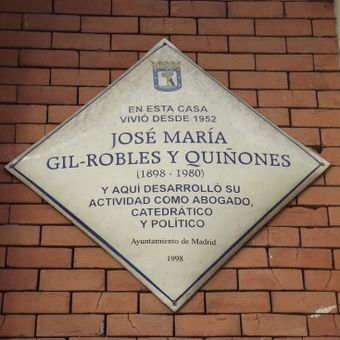 EN ESTA CASA
VIVIÓ DESDE 1952
JOSÉ MARÍA
GIL-ROBLES Y QUIÑONES
(1898 - 1980)
Y AQUÍ DESARROLLÓ SU
ACTIVIDAD COMO ABOGADO,
CATEDRÁTICO
Y POLÍTICO
Ayuntamiento de Madrid
1998